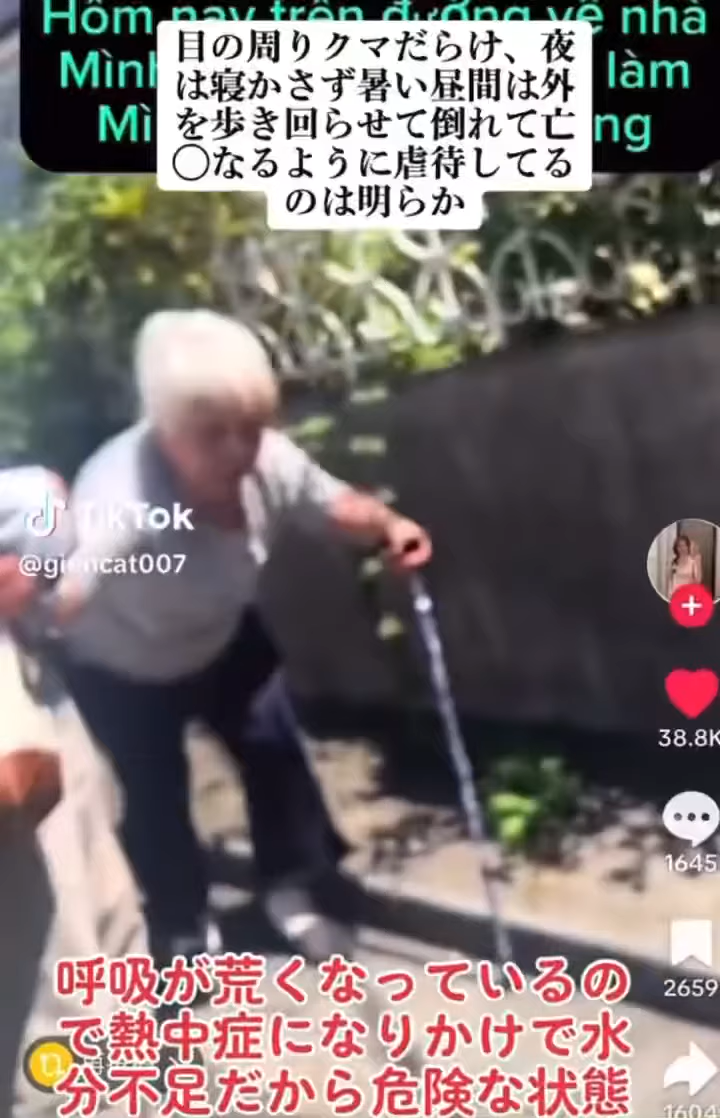 Hôm nay trên đường về nhà
Mình làm
Mì ng
目の周りクマだらけ、夜
は寝かさず暑い昼間は外
を歩き回らせて倒れて亡
〇なるように虐待してる
のは明らか
TikTok
@giencat007
38.8K
1645
2659
1604
呼吸が荒くなっているの
で熱中症になりかけで水
分不足だから危険な状態